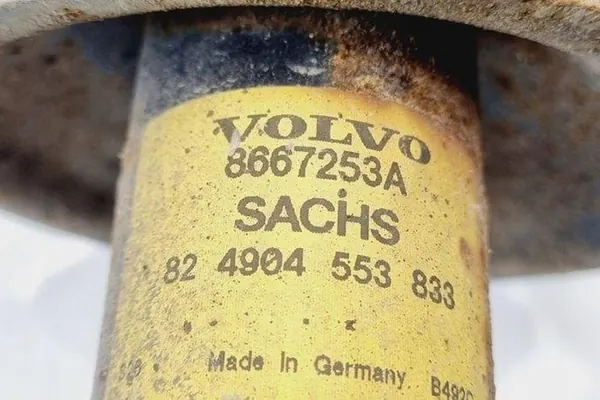 VOLVO
8667253A
SACHS
82 4904 553 833
Made In Germany